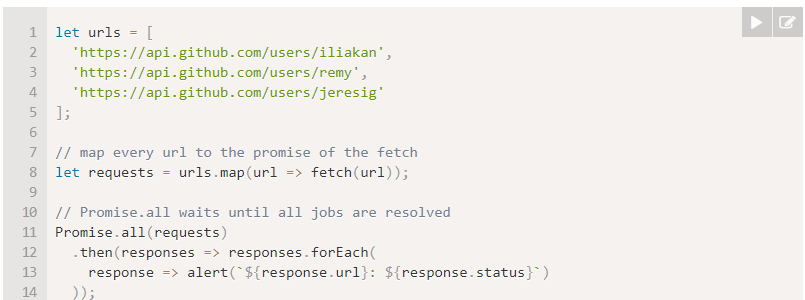 1 let urls = [
2   'https://api.github.com/users/iliakan',
3   'https://api.github.com/users/remy',
4   'https://api.github.com/users/jeresig'
5 ];
6
7 // map every url to the promise of the fetch
8 let requests = urls.map(url => fetch(url));
9
10 // Promise.all waits until all jobs are resolved
11 Promise.all(requests)
12   .then(responses => responses.forEach(
13     response => alert(`${response.url}: ${response.status}`)
14   ));